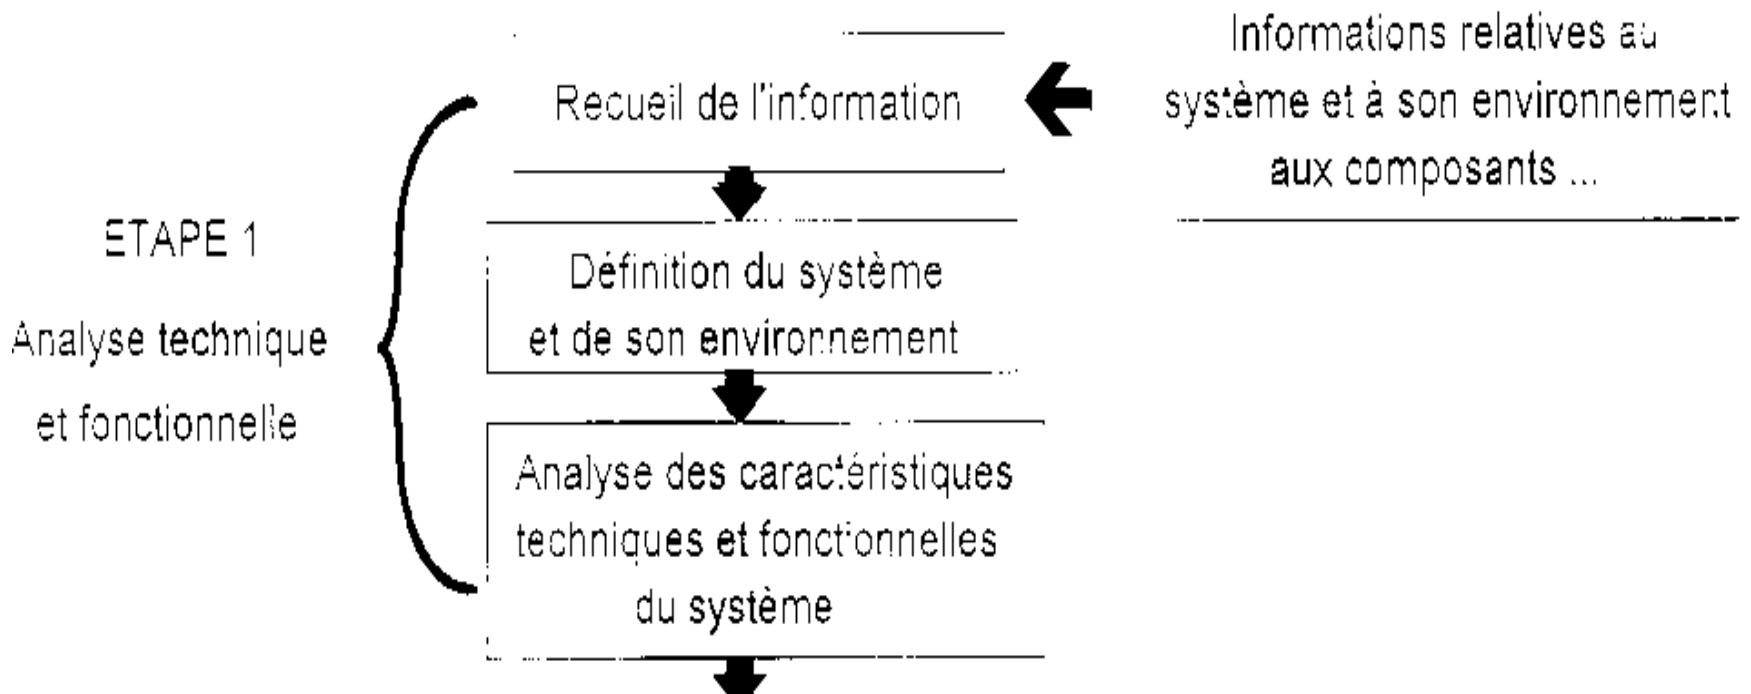 Informations relatives au
système et à son environnement
aux composants ...
Recueil de l'information
ETAPE 1
Analyse technique
et fonctionnelle
Définition du système
et de son environnement
Analyse des caractéristiques
techniques et fonctionnelles
du système